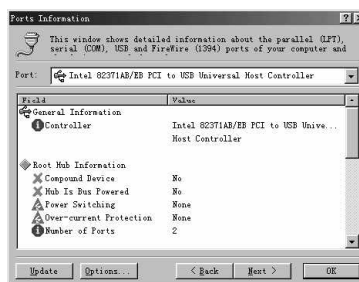 Ports Information
This window shows detailed information about the parallel (LPT),
serial (COM), USB and FireWire (1394) ports of your computer and
Port: Intel 82371AB/EB PCI to USB Universal Host Controller
Field Value
General Information
Controller Intel 82371AB/EB PCI to USB Unive...
Host Controller
Root Hub Information
Compound Device No
Hub Is Bus Powered No
Power Switching None
Over-current Protection None
Number of Ports 2
Update Options... < Back Next > OK